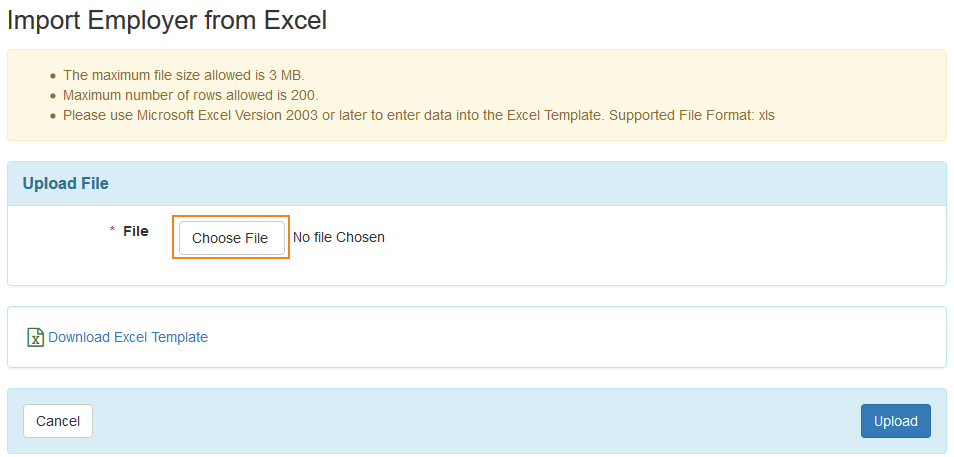 Import Employer from Excel
The maximum file size allowed is 3 MB.
Maximum number of rows allowed is 200.
Please use Microsoft Excel Version 2003 or later to enter data into the Excel Template. Supported File Format: xls
Upload File
* File Choose File No file Chosen
Download Excel Template
Cancel Upload